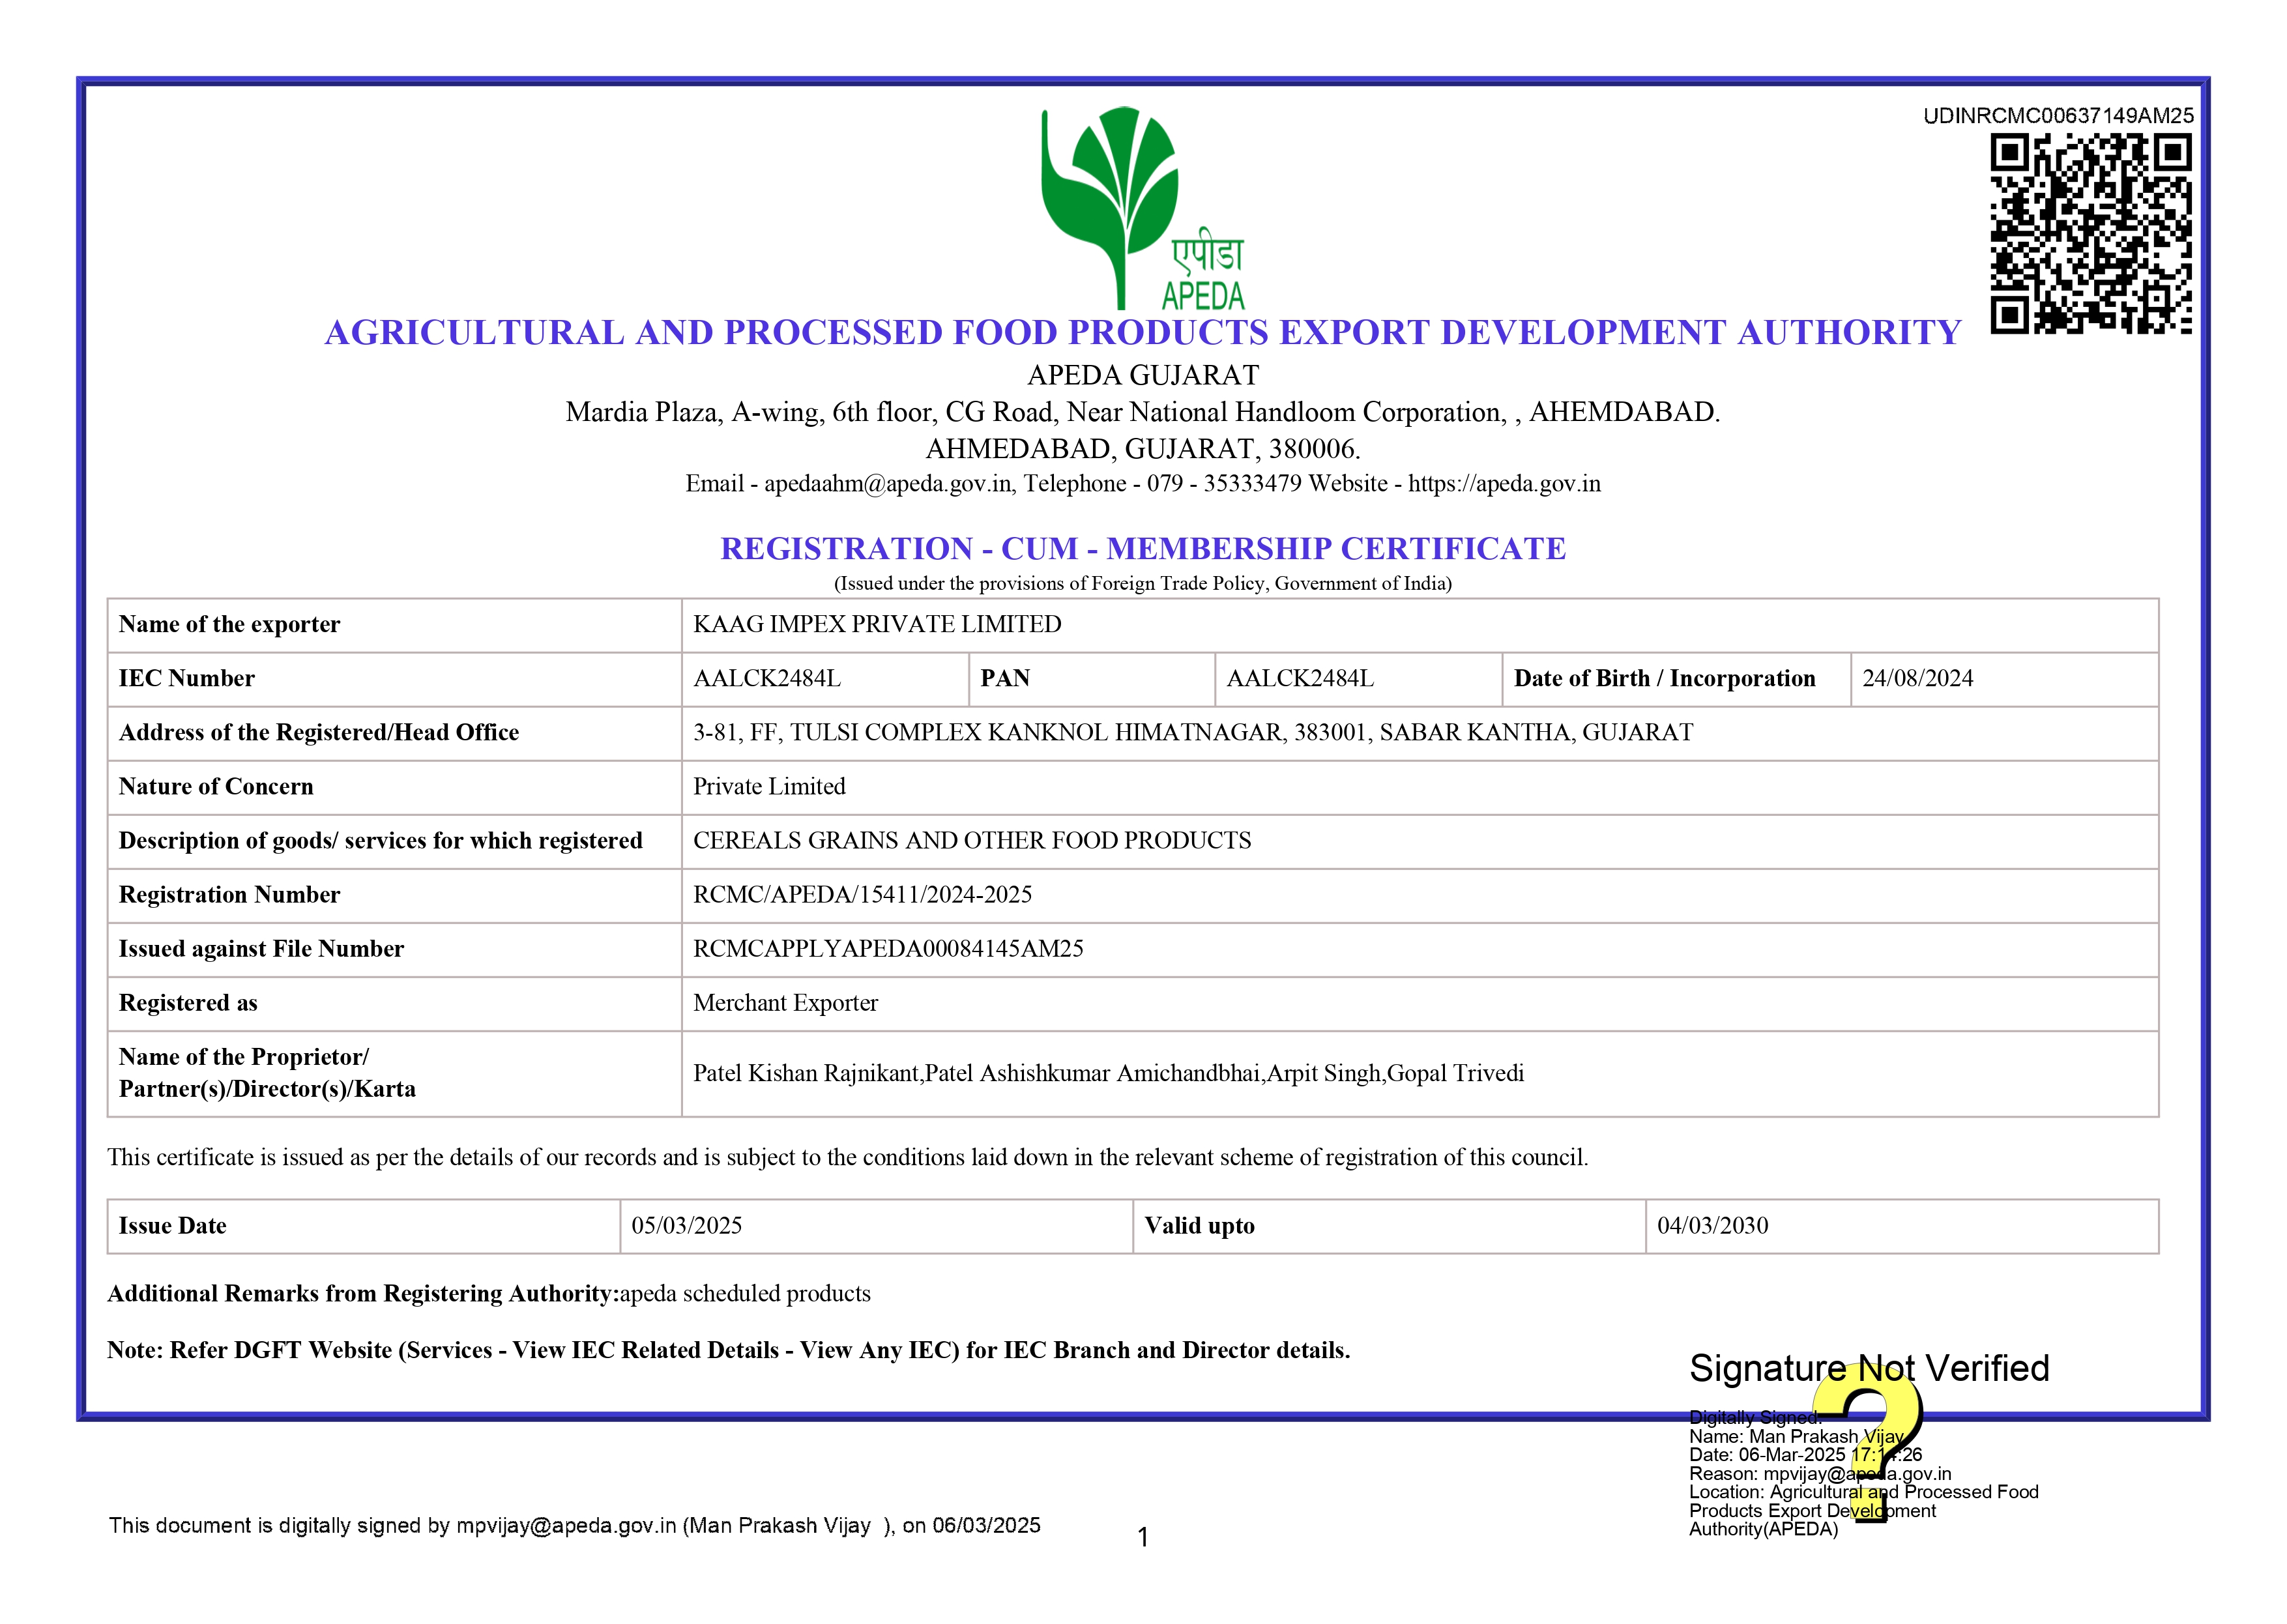 UDINRCMC00637149AM25
एपीडा
APEDA
AGRICULTURAL AND PROCESSED FOOD PRODUCTS EXPORT DEVELOPMENT AUTHORITY
APEDA GUJARAT
Mardia Plaza, A-wing, 6th floor, CG Road, Near National Handloom Corporation, , AHEMDABAD.
AHMEDABAD, GUJARAT, 380006.
Email - apedaahm@apeda.gov.in, Telephone - 079 - 35333479 Website - https://apeda.gov.in
REGISTRATION - CUM - MEMBERSHIP CERTIFICATE
(Issued under the provisions of Foreign Trade Policy, Government of India)
Name of the exporter KAAG IMPEX PRIVATE LIMITED
IEC Number AALCK2484L PAN AALCK2484L Date of Birth / Incorporation 24/08/2024
Address of the Registered/Head Office 3-81, FF, TULSI COMPLEX KANKNOL HIMATNAGAR, 383001, SABAR KANTHA, GUJARAT
Nature of Concern Private Limited
Description of goods/ services for which registered CEREALS GRAINS AND OTHER FOOD PRODUCTS
Registration Number RCMC/APEDA/15411/2024-2025
Issued against File Number RCMCAPPLYAPEDA00084145AM25
Registered as Merchant Exporter
Name of the Proprietor/
Partner(s)/Director(s)/Karta Patel Kishan Rajnikant,Patel Ashishkumar Amichandbhai,Arpit Singh,Gopal Trivedi
This certificate is issued as per the details of our records and is subject to the conditions laid down in the relevant scheme of registration of this council.
Issue Date 05/03/2025 Valid upto 04/03/2030
Additional Remarks from Registering Authority:apeda scheduled products
Note: Refer DGFT Website (Services - View IEC Related Details - View Any IEC) for IEC Branch and Director details.
Signature Not Verified
Digitally Signed.
Name: Man Prakash Vijay
Date: 06-Mar-2025
Reason: mpvijay@apeda.gov.in
Location: Agricultural and Processed Food
Products Export Development
Authority(APEDA)
This document is digitally signed by mpvijay@apeda.gov.in (Man Prakash Vijay ), on 06/03/2025
1